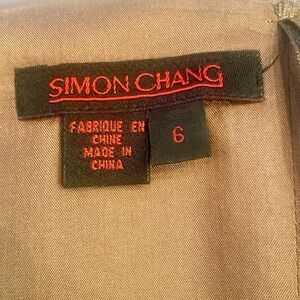 SIMON CHANG
FABRIQUE EN
CHINE
MADE IN
CHINA
6